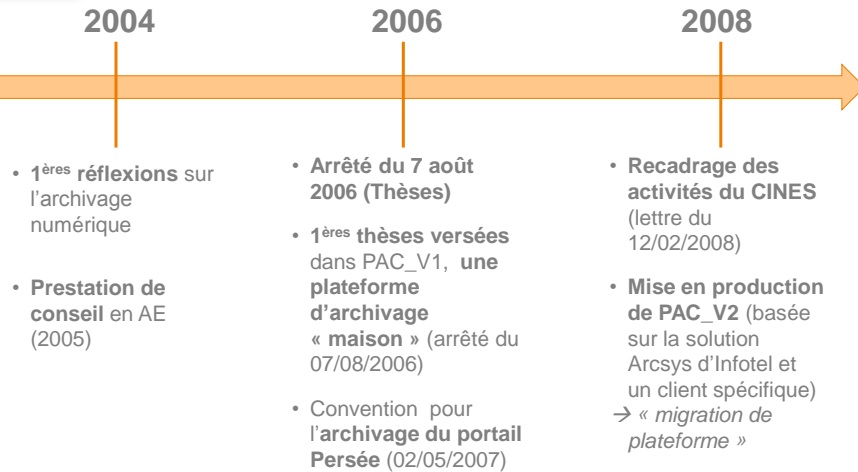 2004
2006
2008
• 1ères réflexions sur
l'archivage
numérique
• Prestation de
conseil en AE
(2005)
• Arrêté du 7 août
2006 (Thèses)
• 1ères thèses versées
dans PAC_V1, une
plateforme
d'archivage
« maison » (arrêté du
07/08/2006)
• Convention pour
l'archivage du portail
Persée (02/05/2007)
• Recadrage des
activités du CINES
(lettre du
12/02/2008)
• Mise en production
de PAC_V2 (basée
sur la solution
Arcsys d'Infotel et
un client spécifique)
→ « migration de
plateforme »